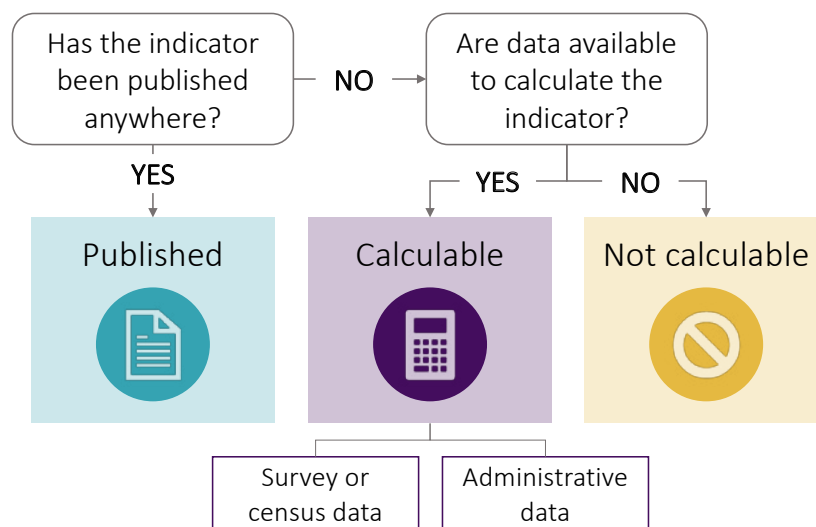 Has the indicator
been published
anywhere?
NO
Are data available
to calculate the
indicator?
YES
YES
NO
Published
Calculable
Not calculable
Survey or
census data
Administrative
data